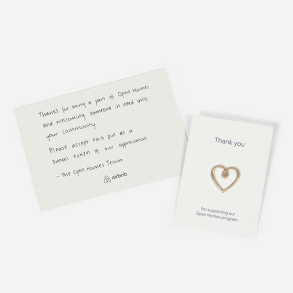 Thanks for being a part of Open Homes
and welcoming someone in need into
your community.
Please accept this pin as a
small token of our appreciation
- The Open Homes Team
airbnb
Thank you
for supporting our
Open Homes program